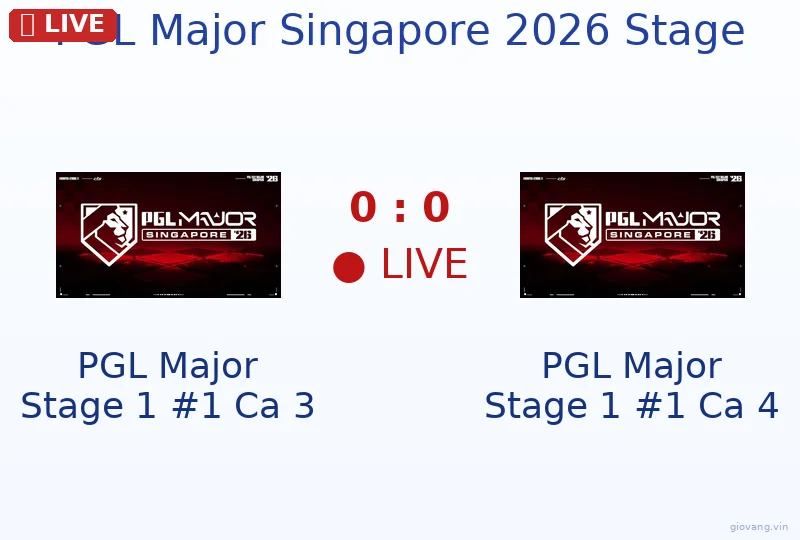 LIVE
GL Major Singapore 2026 Stage
PGL MAJOR
SINGAPORE '26
0 : 0
LIVE
PGL MAJOR
SINGAPORE '26
PGL Major
Stage 1 #1 Ca 3
PGL Major
Stage 1 #1 Ca 4
giovang.vin